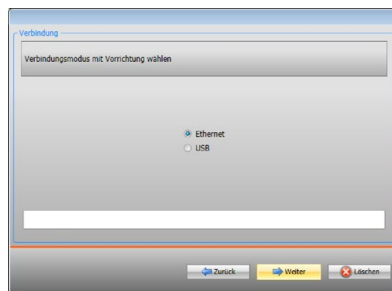 Verbindung
Verbindungsmodus mit Vorrichtung wählen
Ethernet
USB
Zurück
Weiter
Löschen